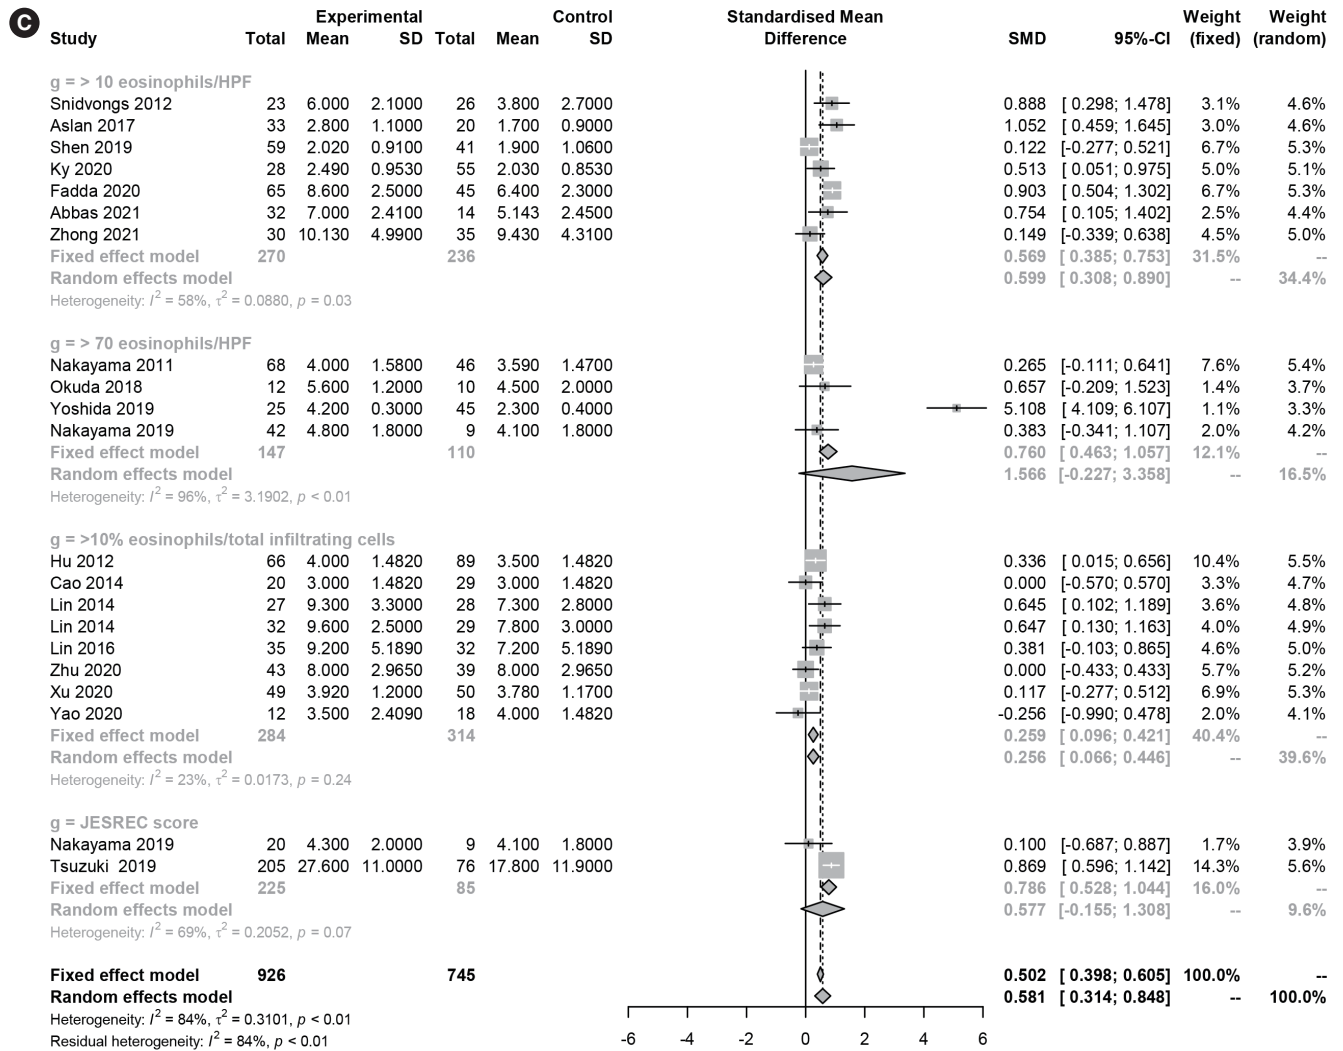 C
Experimental Control Standardised Mean Weight Weight
Study Total Mean SD Total Mean SD Difference SMD 95%-CI (fixed) (random)
g = > 10 eosinophils/HPF
Snidvongs 2012 23 6.000 2.1000 26 3.800 2.7000 0.888 [ 0.298; 1.478] 3.1% 4.6%
Aslan 2017 33 2.800 1.1000 20 1.700 0.9000 1.052 [ 0.459; 1.645] 3.0% 4.6%
Shen 2019 59 2.020 0.9100 41 1.900 1.0600 0.122 [-0.277; 0.521] 6.7% 5.3%
Ky 2020 28 2.490 0.9530 55 2.030 0.8530 0.513 [ 0.051; 0.975] 5.0% 5.1%
Fadda 2020 65 8.600 2.5000 45 6.400 2.3000 0.903 [ 0.504; 1.302] 6.7% 5.3%
Abbas 2021 32 7.000 2.4100 14 5.143 2.4500 0.754 [ 0.105; 1.402] 2.5% 4.4%
Zhong 2021 30 10.130 4.9900 35 9.430 4.3100 0.149 [-0.339; 0.638] 4.5% 5.0%
Fixed effect model 270 236 0.569 [ 0.385; 0.753] 31.5% --
Random effects model 0.599 [ 0.308; 0.890] -- 34.4%
Heterogeneity: I² = 58%, τ² = 0.0880, p = 0.03
g = > 70 eosinophils/HPF
Nakayama 2011 68 4.000 1.5800 46 3.590 1.4700 0.265 [-0.111; 0.641] 7.6% 5.4%
Okuda 2018 12 5.600 1.2000 10 4.500 2.0000 0.657 [-0.209; 1.523] 1.4% 3.7%
Yoshida 2019 25 4.200 0.3000 45 2.300 0.4000 5.108 [ 4.109; 6.107] 1.1% 3.3%
Nakayama 2019 42 4.800 1.8000 9 4.100 1.8000 0.383 [-0.341; 1.107] 2.0% 4.2%
Fixed effect model 147 110 0.760 [ 0.463; 1.057] 12.1% --
Random effects model 1.566 [-0.227; 3.358] -- 16.5%
Heterogeneity: I² = 96%, τ² = 3.1902, p < 0.01
g = >10% eosinophils/total infiltrating cells
Hu 2012 66 4.000 1.4820 89 3.500 1.4820 0.336 [ 0.015; 0.656] 10.4% 5.5%
Cao 2014 20 3.000 1.4820 29 3.000 1.4820 0.000 [-0.570; 0.570] 3.3% 4.7%
Lin 2014 27 9.300 3.3000 28 7.300 2.8000 0.645 [ 0.102; 1.189] 3.6% 4.8%
Lin 2014 32 9.600 2.5000 29 7.800 3.0000 0.647 [ 0.130; 1.163] 4.0% 4.9%
Lin 2016 35 9.200 5.1890 32 7.200 5.1890 0.381 [-0.103; 0.865] 4.6% 5.0%
Zhu 2020 43 8.000 2.9650 39 8.000 2.9650 0.000 [-0.433; 0.433] 5.7% 5.2%
Xu 2020 49 3.920 1.2000 50 3.780 1.1700 0.117 [-0.277; 0.512] 6.9% 5.3%
Yao 2020 12 3.500 2.4090 18 4.000 1.4820 -0.256 [-0.990; 0.478] 2.0% 4.1%
Fixed effect model 284 314 0.259 [ 0.096; 0.421] 40.4% --
Random effects model 0.256 [ 0.066; 0.446] -- 39.6%
Heterogeneity: I² = 23%, τ² = 0.0173, p = 0.24
g = JESREC score
Nakayama 2019 20 4.300 2.0000 9 4.100 1.8000 0.100 [-0.687; 0.887] 1.7% 3.9%
Tsuzuki 2019 205 27.600 11.0000 76 17.800 11.9000 0.869 [ 0.596; 1.142] 14.3% 5.6%
Fixed effect model 225 85 0.786 [ 0.528; 1.044] 16.0% --
Random effects model 0.577 [-0.155; 1.308] -- 9.6%
Heterogeneity: I² = 69%, τ² = 0.2052, p = 0.07
Fixed effect model 926 745 0.502 [ 0.398; 0.605] 100.0% --
Random effects model 0.581 [ 0.314; 0.848] -- 100.0%
Heterogeneity: I² = 84%, τ² = 0.3101, p < 0.01
Residual heterogeneity: I² = 84%, p < 0.01
-6 -4 -2 0 2 4 6